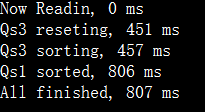 Now Readin, 0 ms
Qs3 reseting, 451 ms
Qs3 sorting, 457 ms
Qs1 sorted, 806 ms
All finished, 807 ms